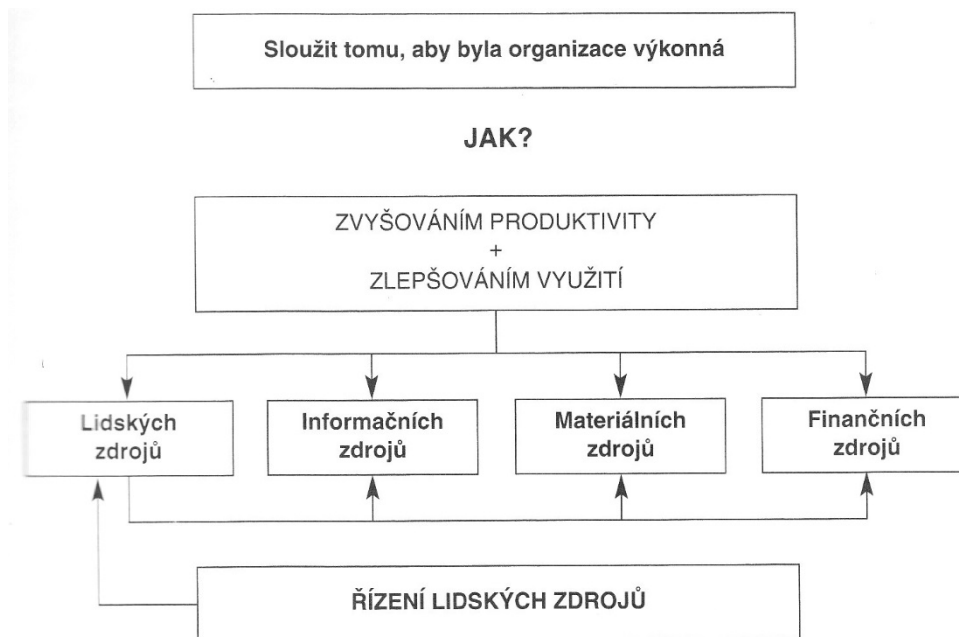 Sloužit tomu, aby byla organizace výkonná
JAK?
ZVYŠOVÁNÍM PRODUKTIVITY
+
ZLEPŠOVÁNÍM VYUŽITÍ
Lidských
zdrojů
Informačních
zdrojů
Materiálních
zdrojů
Finančních
zdrojů
ŘÍZENÍ LIDSKÝCH ZDROJŮ